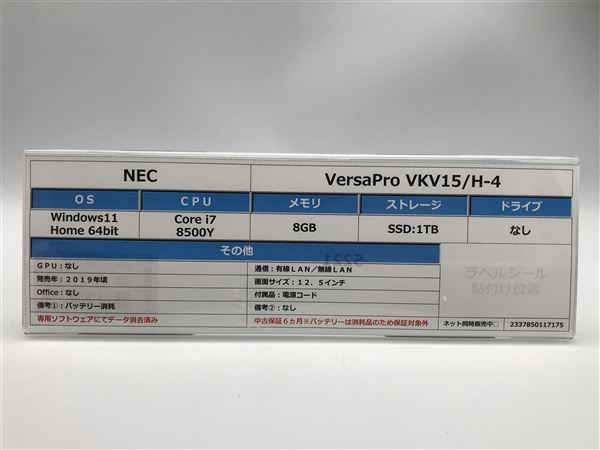 NEC VersaPro VKV15/H-4
OS CPU メモリ ストレージ ドライブ
Windows11 Core i7 8GB SSD:1TB なし
Home 64bit 8500Y
その他
5221
GPU:なし 通信:有線LAN/無線LAN
発売年:2019年頃 画面サイズ:12.5インチ
Office:なし 付属品:電源コード
備考①:バッテリー消耗 備考②:なし
ラベルシール
貼付け位置
専用ソフトウェアにてデータ消去済み 中古保証6ヵ月※バッテリーは消耗品のため保証対象外 ネット同時販売中□ 2337850117175